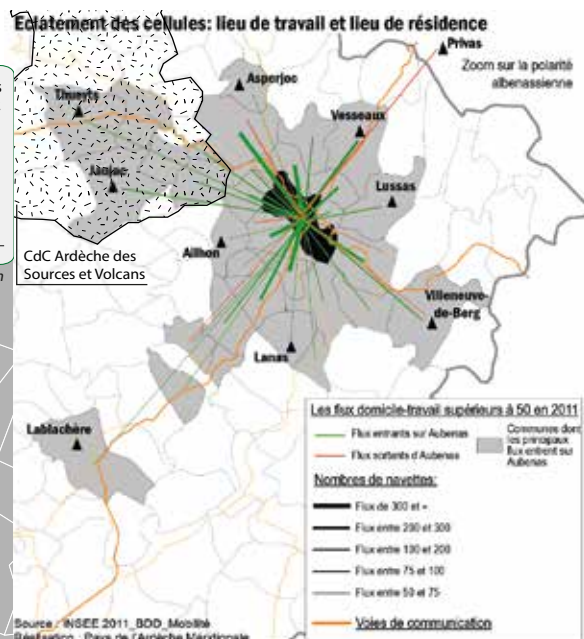 Eclatement des cellules: lieu de travail et lieu de résidence
Privas
Zoom sur la polarité
albenassienne
Asperjoc
Thueyts
Vesseaux
Jaujac
Lussas
Ailhon
CdC Ardèche des
Sources et Volcans
Villeneuve-
de-Berg
Lanas
Lablachère
Les flux domicile-travail supérieurs à 50 en 2011
Flux entrants sur Aubenas
Flux sortants d'Aubenas
Communes dont
les principaux
flux entrent sur
Aubenas
Nombres de navettes:
Flux de 300 et +
Flux entre 200 et 300
Flux entre 100 et 200
Flux entre 75 et 100
Flux entre 50 et 75
Voies de communication
Source : INSEE 2011_BDD_Mobilité
Réalisation : Pays de l'Ardèche Méridionale